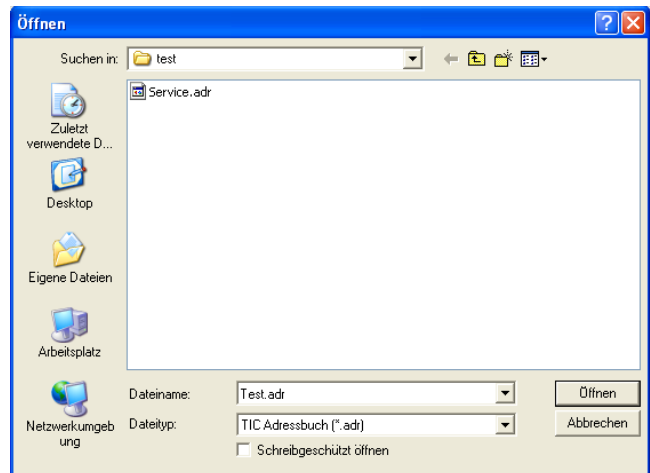 Öffnen
Suchen in: test
Service.adr
Zuletzt
verwendete D...
Desktop
Eigene Dateien
Arbeitsplatz
Netzwerkumgeb
ung
Dateiname: Test.adr Öffnen
Dateityp: TIC Adressbuch (*.adr) Abbrechen
Schreibgeschützt öffnen